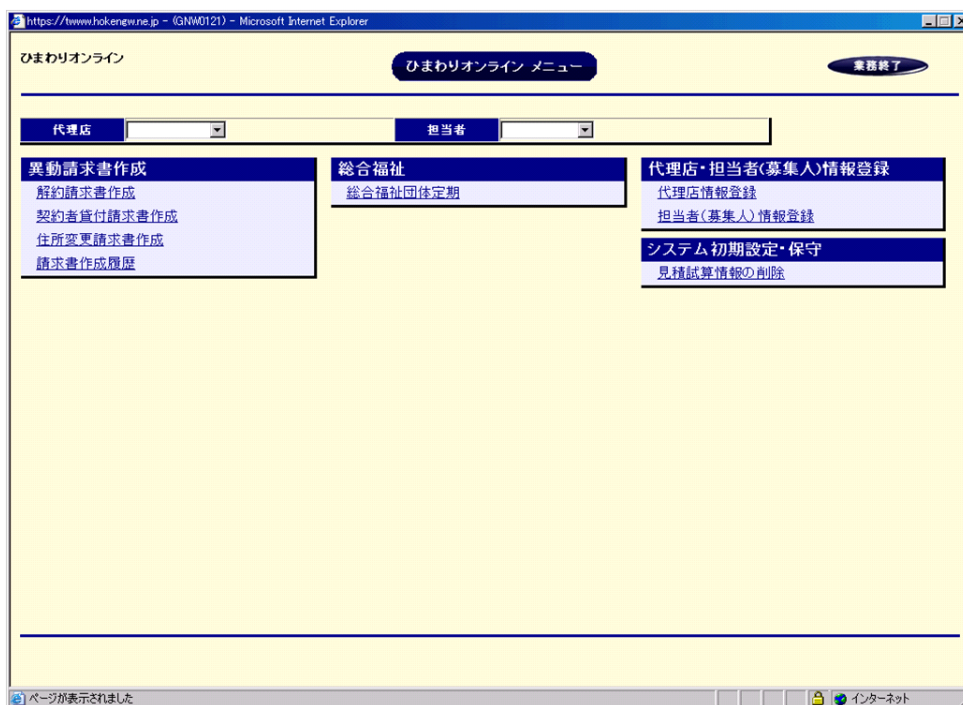 https://twww.hokengw.ne.jp - (GNW0121) - Microsoft Internet Explorer
ひまわりオンライン
ひまわりオンライン メニュー
業務終了
代理店
担当者
異動請求書作成
解約請求書作成
契約者貸付請求書作成
住所変更請求書作成
請求書作成履歴
総合福祉
総合福祉団体定期
代理店・担当者(募集人)情報登録
代理店情報登録
担当者(募集人)情報登録
システム初期設定・保守
見積試算情報の削除
ページが表示されました
インターネット